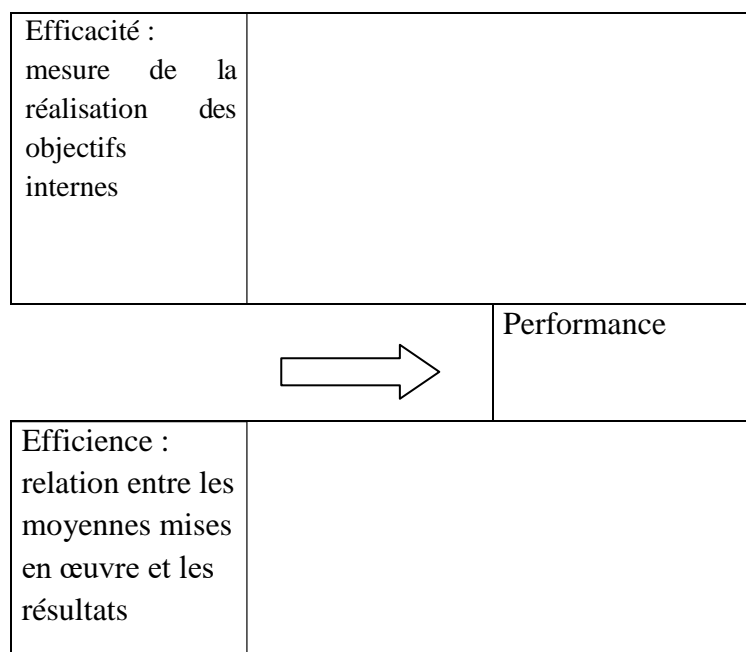 Efficacité :
mesure de la
réalisation des
objectifs
internes
Performance
Efficience :
relation entre les
moyennes mises
en œuvre et les
résultats